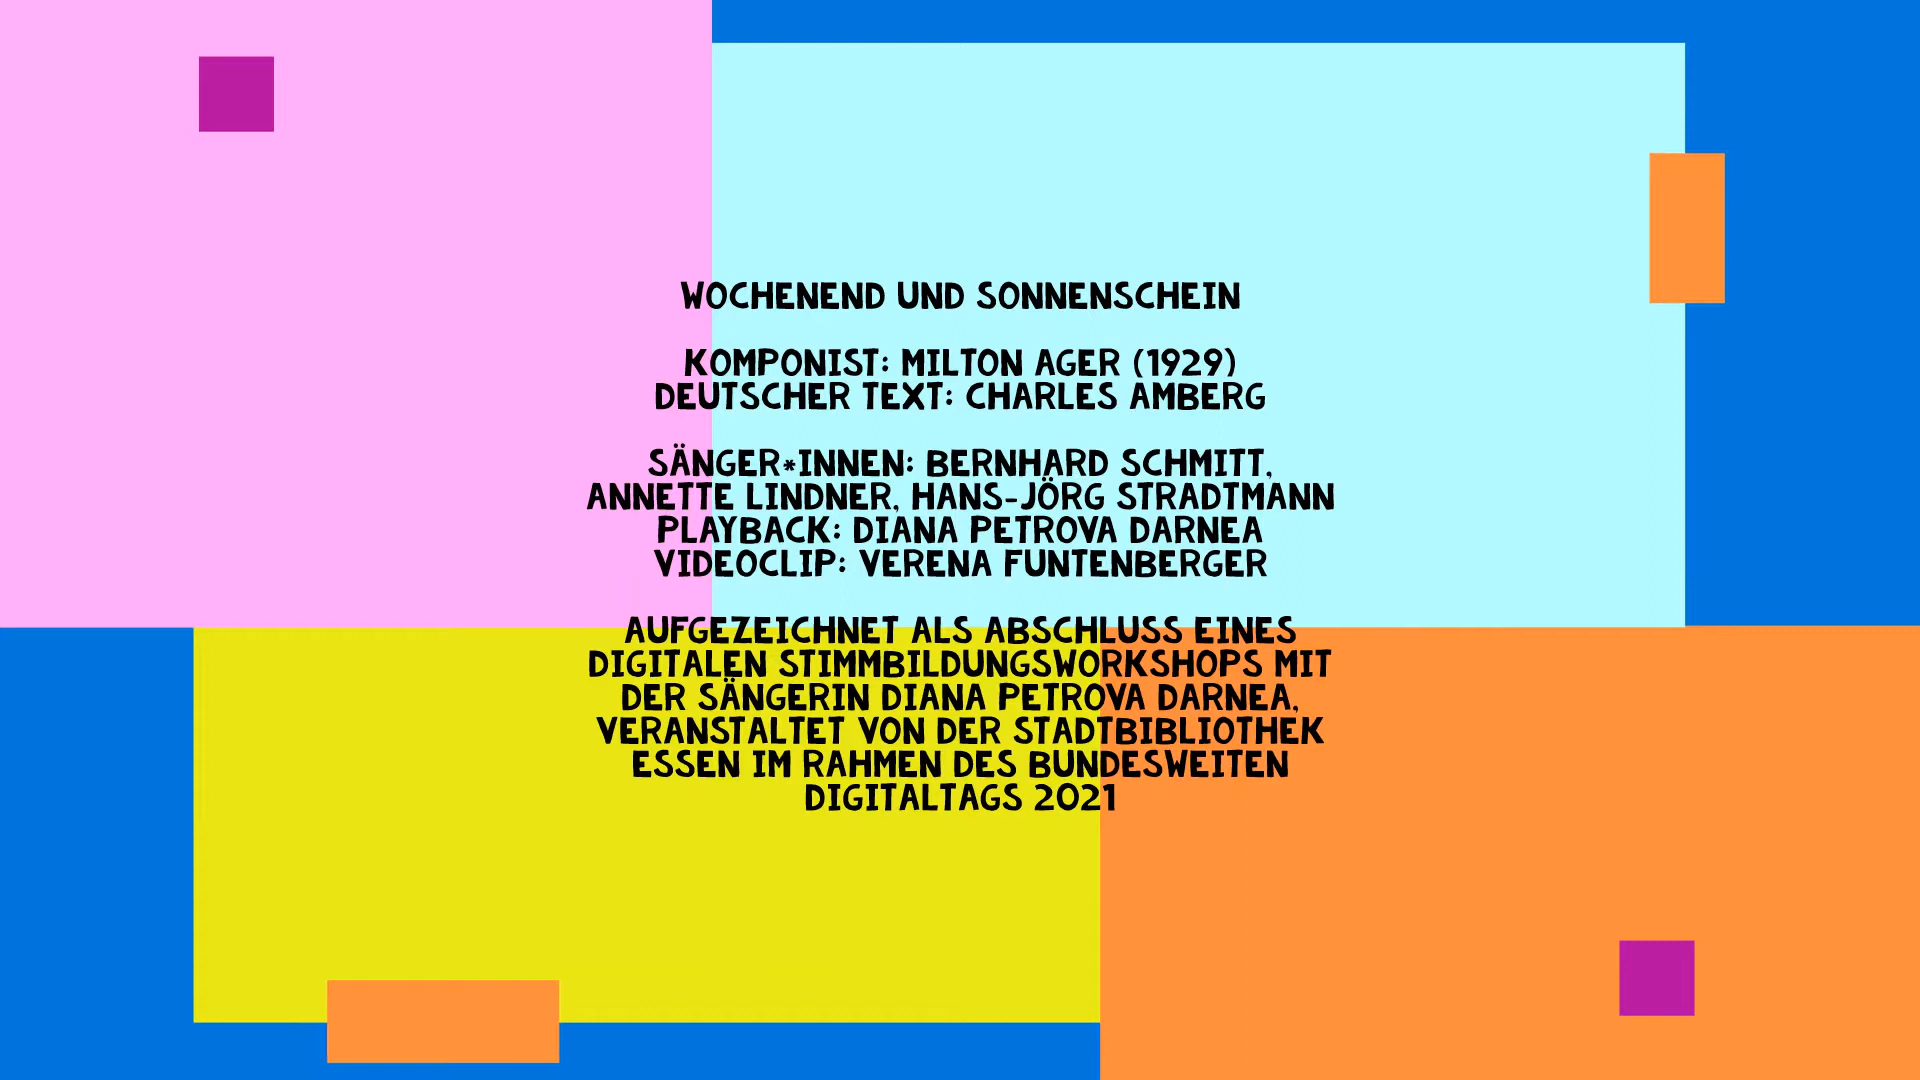 WOCHENEND UND SONNENSCHEIN
KOMPONIST: MILTON AGER (1929)
DEUTSCHER TEXT: CHARLES AMBERG
SÄNGER*INNEN: BERNHARD SCHMITT,
ANNETTE LINDNER, HANS-JÖRG STRADTMANN
PLAYBACK: DIANA PETROVA DARNEA
VIDEOCLIP: VERENA FUNTENBERGER
AUFGEZEICHNET ALS ABSCHLUSS EINES
DIGITALEN STIMMBILDUNGSWORKSHOPS MIT
DER SÄNGERIN DIANA PETROVA DARNEA,
VERANSTALTET VON DER STADTBIBLIOTHEK
ESSEN IM RAHMEN DES BUNDESWEITEN
DIGITALTAGS 2021